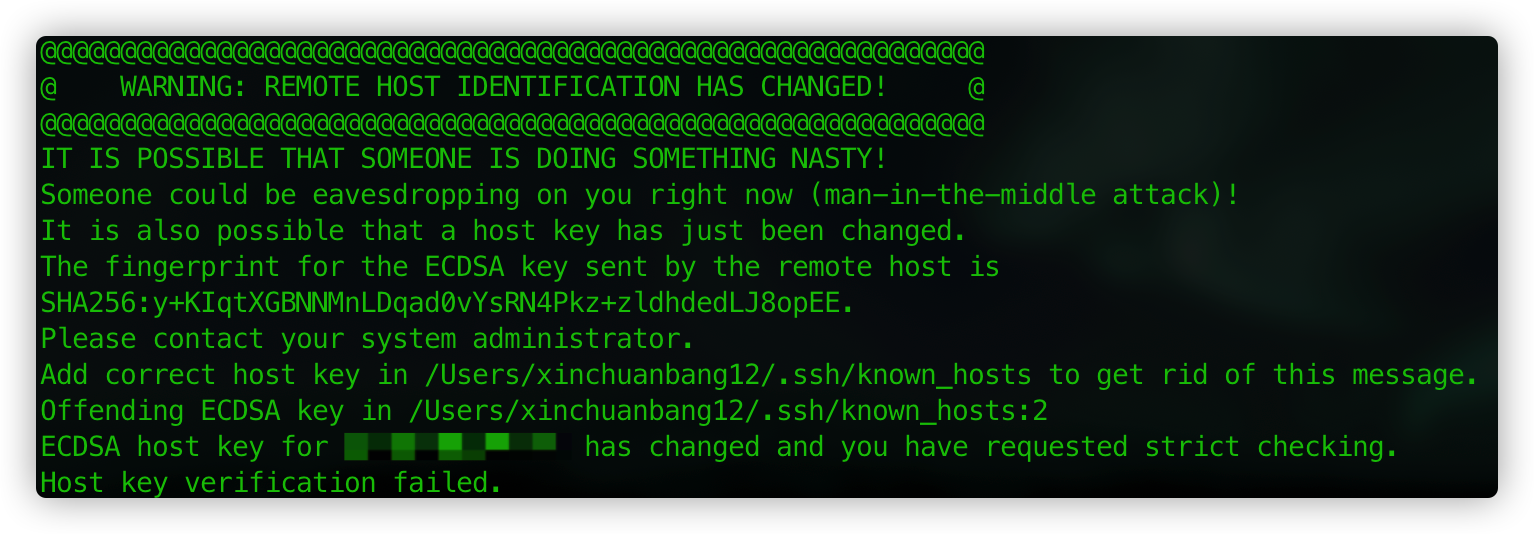 @@@@@@@@@@@@@@@@@@@@@@@@@@@@@@@@@@@@@@@@@@@@@@@@@@@@@@@@@@@
@    WARNING: REMOTE HOST IDENTIFICATION HAS CHANGED!     @
@@@@@@@@@@@@@@@@@@@@@@@@@@@@@@@@@@@@@@@@@@@@@@@@@@@@@@@@@@@
IT IS POSSIBLE THAT SOMEONE IS DOING SOMETHING NASTY!
Someone could be eavesdropping on you right now (man-in-the-middle attack)!
It is also possible that a host key has just been changed.
The fingerprint for the ECDSA key sent by the remote host is
SHA256:y+KIqtXGBNNMnLDqad0vYsRN4Pkz+zldhdedLJ8opEE.
Please contact your system administrator.
Add correct host key in /Users/xinchuanbang12/.ssh/known_hosts to get rid of this message.
Offending ECDSA key in /Users/xinchuanbang12/.ssh/known_hosts:2
ECDSA host key for has changed and you have requested strict checking.
Host key verification failed.